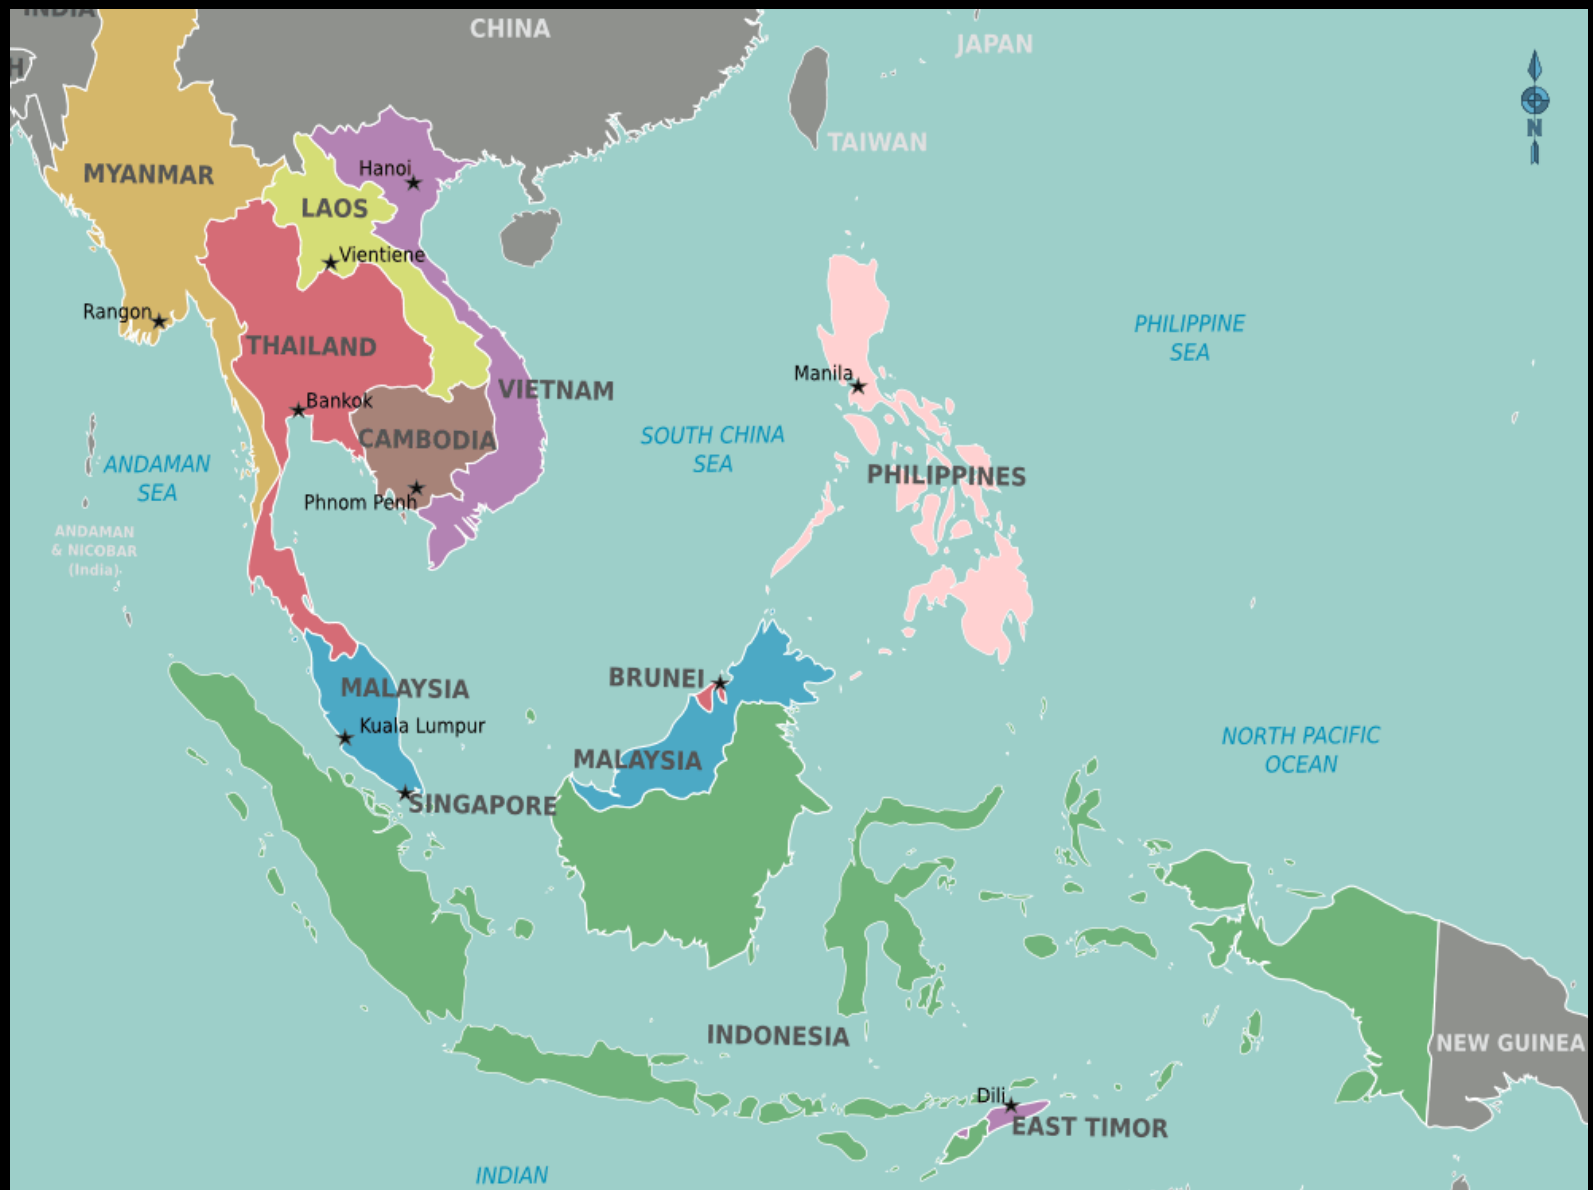 INDIA
CHINA
JAPAN
H
TAIWAN
N
MYANMAR
Hanoi
LAOS
Vientiene
Rangon
THAILAND
PHILIPPINE
SEA
Manila
VIETNAM
Bankok
CAMBODIA
SOUTH CHINA
SEA
ANDAMAN
SEA
PHILIPPINES
Phnom Penh
ANDAMAN
& NICOBAR
(India)
BRUNEI
MALAYSIA
Kuala Lumpur
NORTH PACIFIC
OCEAN
MALAYSIA
SINGAPORE
INDONESIA
NEW GUINEA
Dili
EAST TIMOR
INDIAN